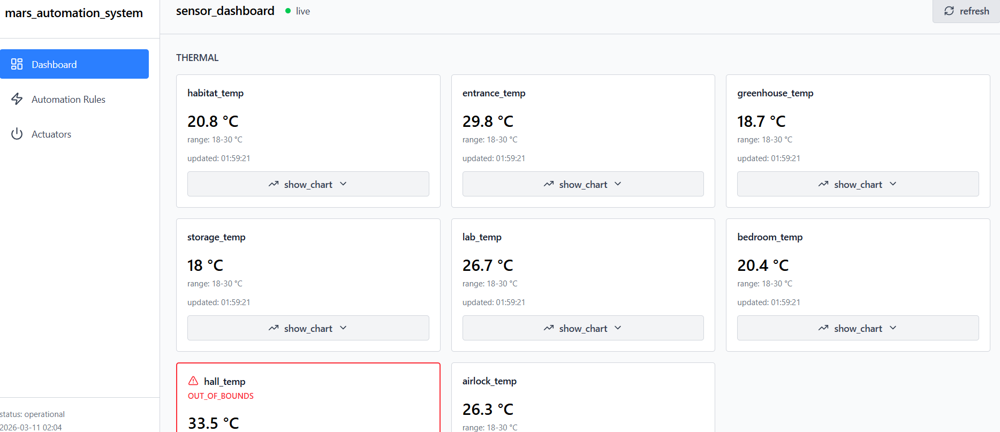 mars_automation_system
Dashboard
Automation Rules
Actuators
status: operational
2026-03-11 02:04
sensor_dashboard
live
refresh
THERMAL
habitat_temp
20.8 °C
range: 18-30 °C
updated: 01:59:21
show_chart
entrance_temp
29.8 °C
range: 18-30 °C
updated: 01:59:21
show_chart
greenhouse_temp
18.7 °C
range: 18-30 °C
updated: 01:59:21
show_chart
storage_temp
18 °C
range: 18-30 °C
updated: 01:59:21
show_chart
lab_temp
26.7 °C
range: 18-30 °C
updated: 01:59:21
show_chart
bedroom_temp
20.4 °C
range: 18-30 °C
updated: 01:59:21
show_chart
hall_temp
OUT_OF_BOUNDS
33.5 °C
airlock_temp
26.3 °C
range: 18-30 °C